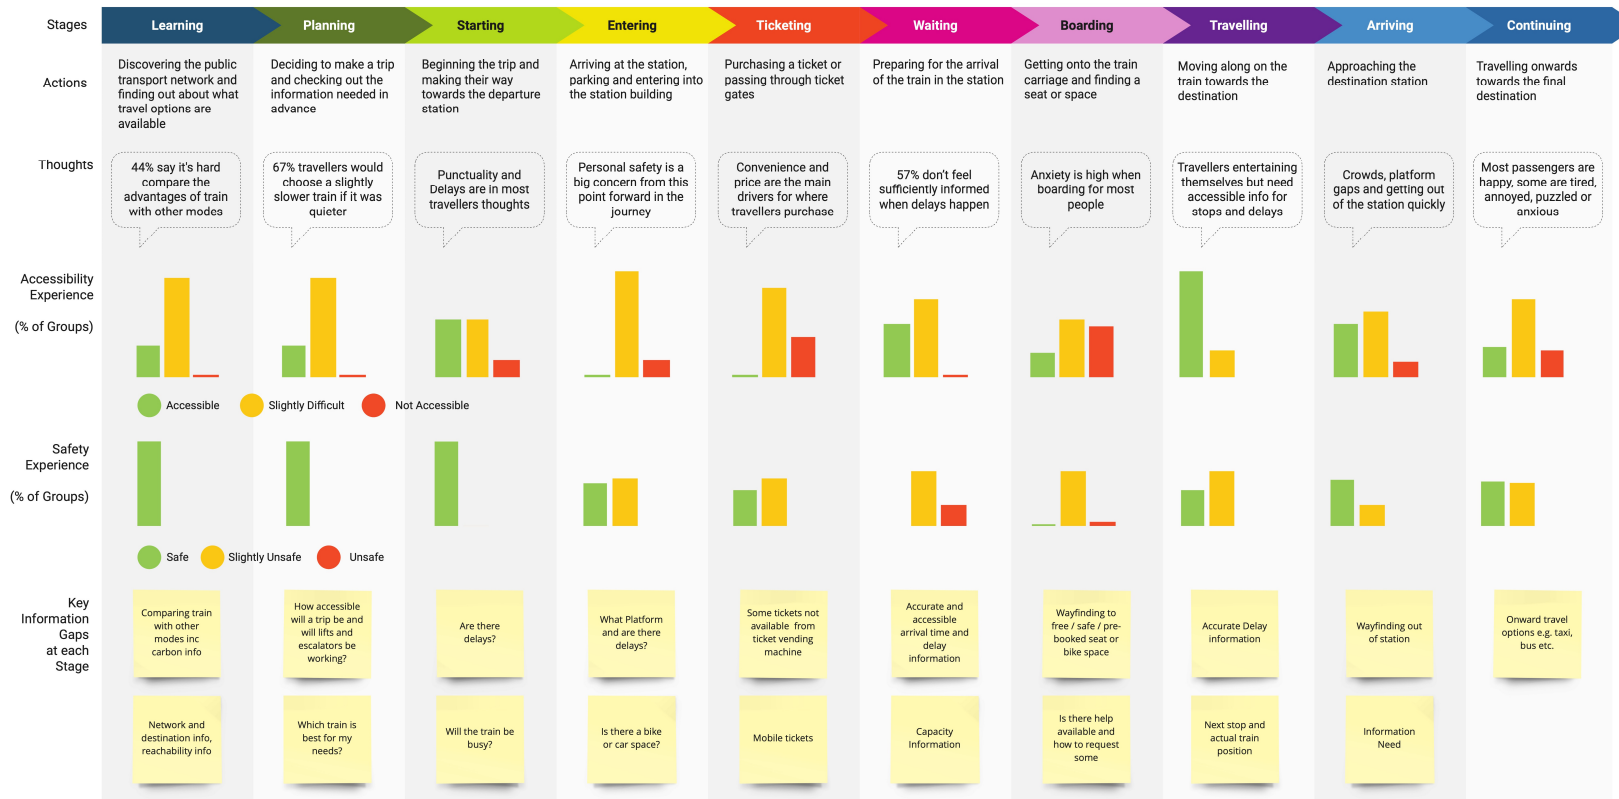 Stages
Learning
Planning
Starting
Entering
Ticketing
Waiting
Boarding
Travelling
Arriving
Continuing
Actions
Discovering the public
transport network and
finding out about what
travel options are
available
Deciding to make a trip
and checking out the
information needed in
advance
Beginning the trip and
making their way
towards the departure
station
Arriving at the station,
parking and entering into
the station building
Purchasing a ticket or
passing through ticket
gates
Preparing for the arrival
of the train in the station
Getting onto the train
carriage and finding a
seat or space
Moving along on the
train towards the
destination
Approaching the
destination station
Travelling onwards
towards the final
destination
Thoughts
44% say it's hard
compare the
advantages of train
with other modes
67% travellers would
choose a slightly
slower train if it was
quieter
Punctuality and
Delays are in most
travellers thoughts
Personal safety is a
big concern from this
point forward in the
journey
Convenience and
price are the main
drivers for where
travellers purchase
57% don't feel
sufficiently informed
when delays happen
Anxiety is high when
boarding for most
people
Travellers entertaining
themselves but need
accessible info for
stops and delays
Crowds, platform
gaps and getting out
of the station quickly
Most passengers are
happy, some are tired,
annoyed, puzzled or
anxious
Accessibility
Experience
(% of Groups)
Accessible
Slightly Difficult
Not Accessible
Safety
Experience
(% of Groups)
Safe
Slightly Unsafe
Unsafe
Key
Information
Gaps
at each
Stage
Comparing train
with other
modes inc
carbon info
How accessible
will a trip be and
will lifts and
escalators be
working?
Are there
delays?
What Platform
and are there
delays?
Some tickets not
available from
ticket vending
machine
Accurate and
accessible
arrival time and
delay
information
Wayfinding to
free / safe / pre-
booked seat or
bike space
Accurate Delay
information
Wayfinding out
of station
Onward travel
options e.g. taxi,
bus etc.
Network and
destination info,
reachability info
Which train is
best for my
needs?
Will the train be
busy?
Is there a bike
or car space?
Mobile tickets
Capacity
Information
Is there help
available and
how to request
some
Next stop and
actual train
position
Information
Need